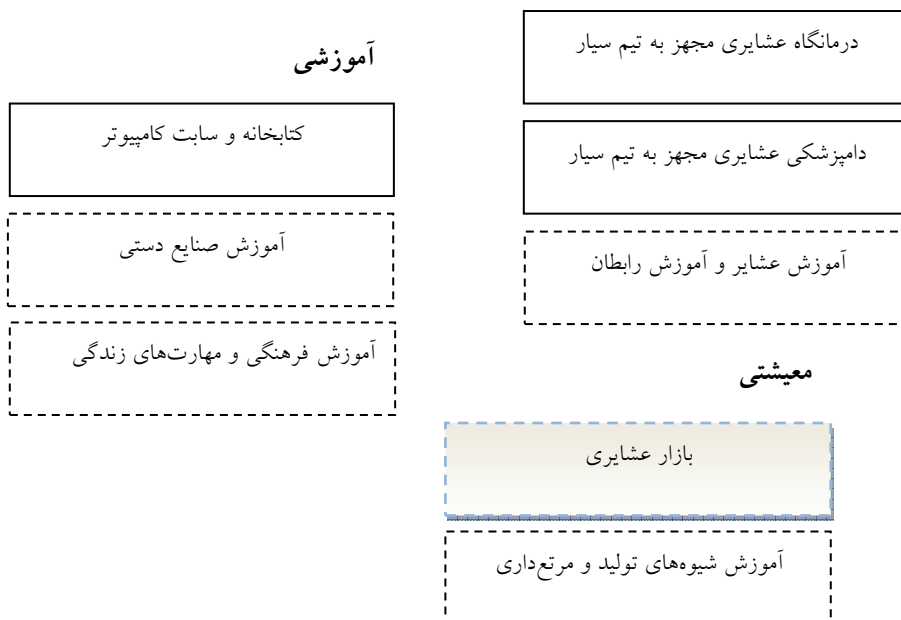 درمانگاه عشایری مجهز به تیم سیار
دامپزشکی عشایری مجهز به تیم سیار
آموزش عشایر و آموزش رابطان
معیشتی
بازار عشایری
آموزش شیوه‌های تولید و مرتع‌داری
آموزشی
کتابخانه و سابت کامپیوتر
آموزش صنایع دستی
آموزش فرهنگی و مهارت‌های زندگی